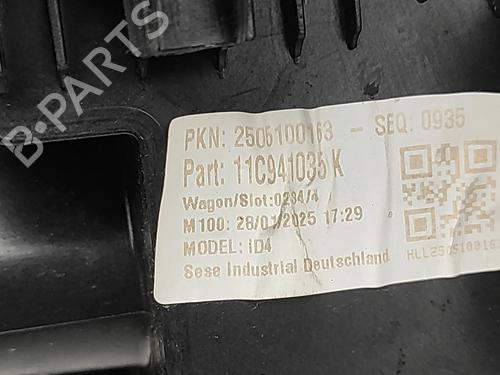 B-PARTS
PKN: 2505100163 - SEQ: 0935
Part: 11C941035K
Wagon/Slot:0284/4
M100: 28/01/2025 17:29
MODEL: ID4
Sese Industrial Deutschland